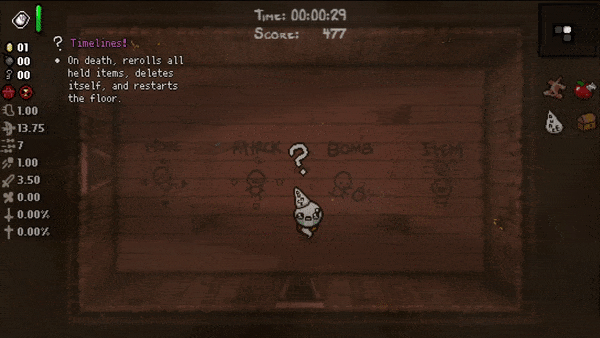 TIME: 00:00:29
SCORE: 477
? Timelines!
On death, rerolls all
held items, deletes
itself, and restarts
the floor.
01
00
00
1.00
13.75
7
1.00
3.50
0.00
0.00%
0.00%
MOVE ATTACK BOMB ITEM
?